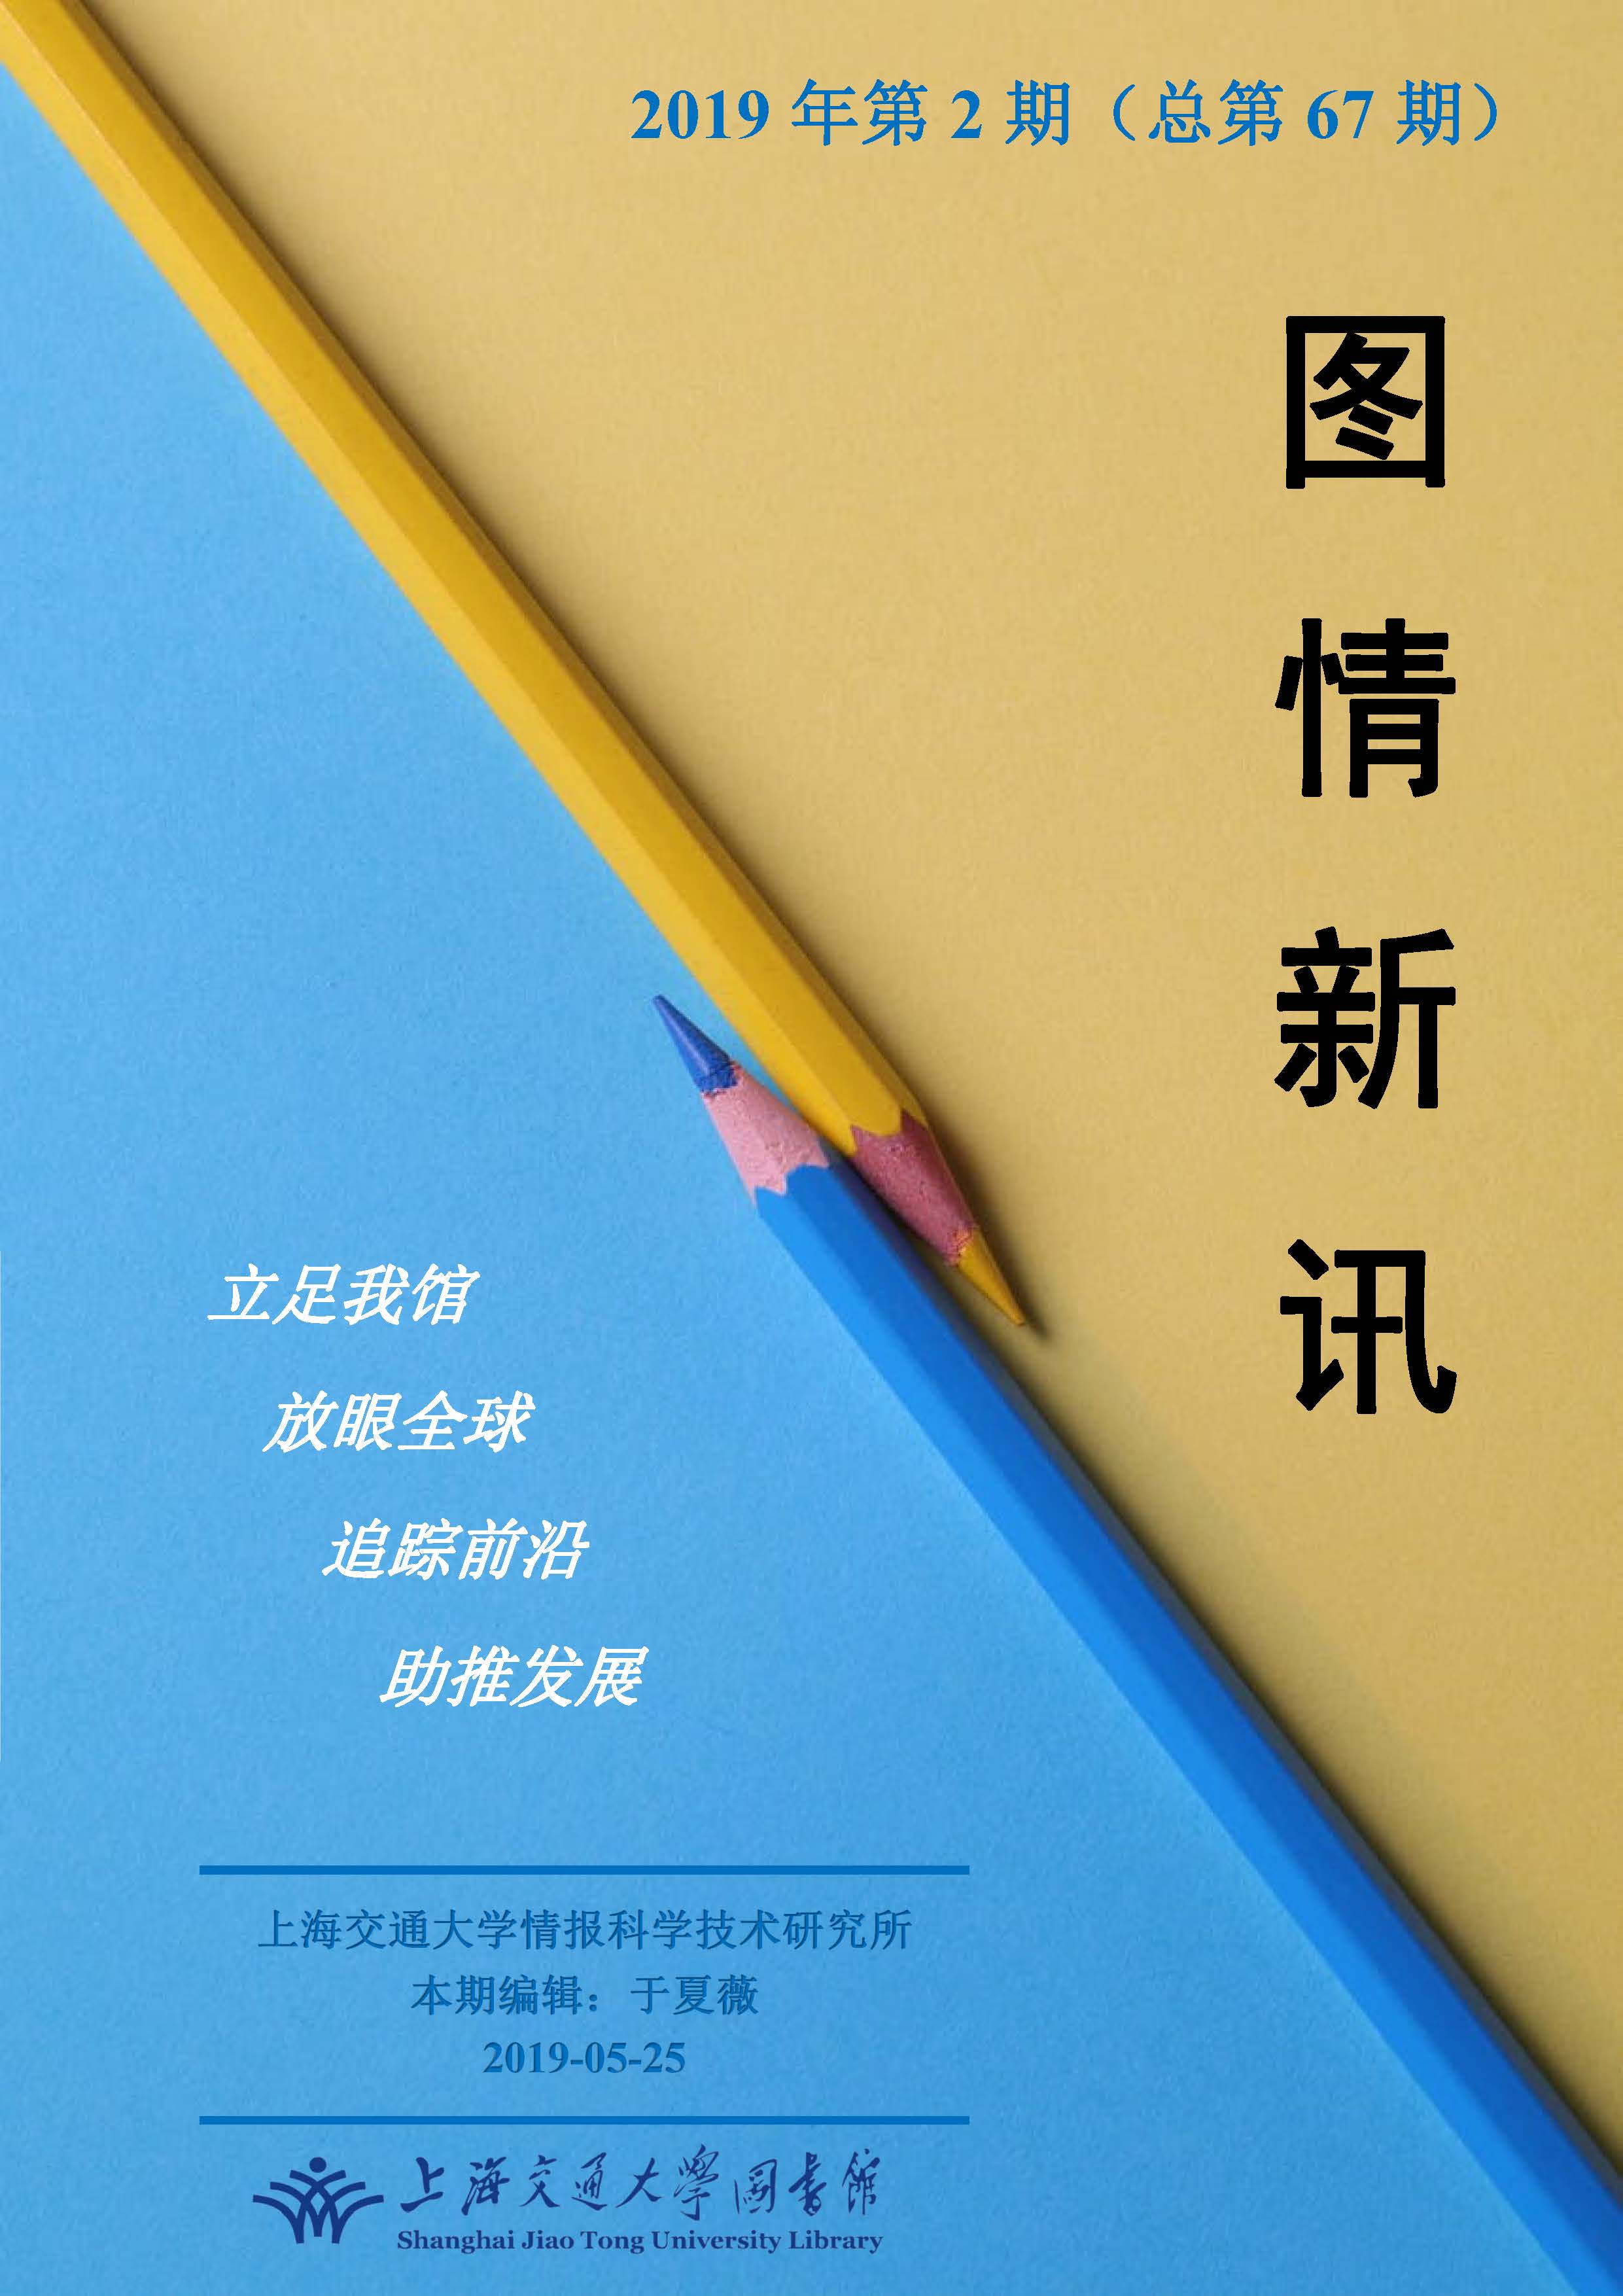 2019 年第 2 期（总第 67 期）
图情新讯
立足我馆
放眼全球
追踪前沿
助推发展
上海交通大学情报科学技术研究所
本期编辑：于夏薇
2019-05-25
上海交通大學圖書館
Shanghai Jiao Tong University Library